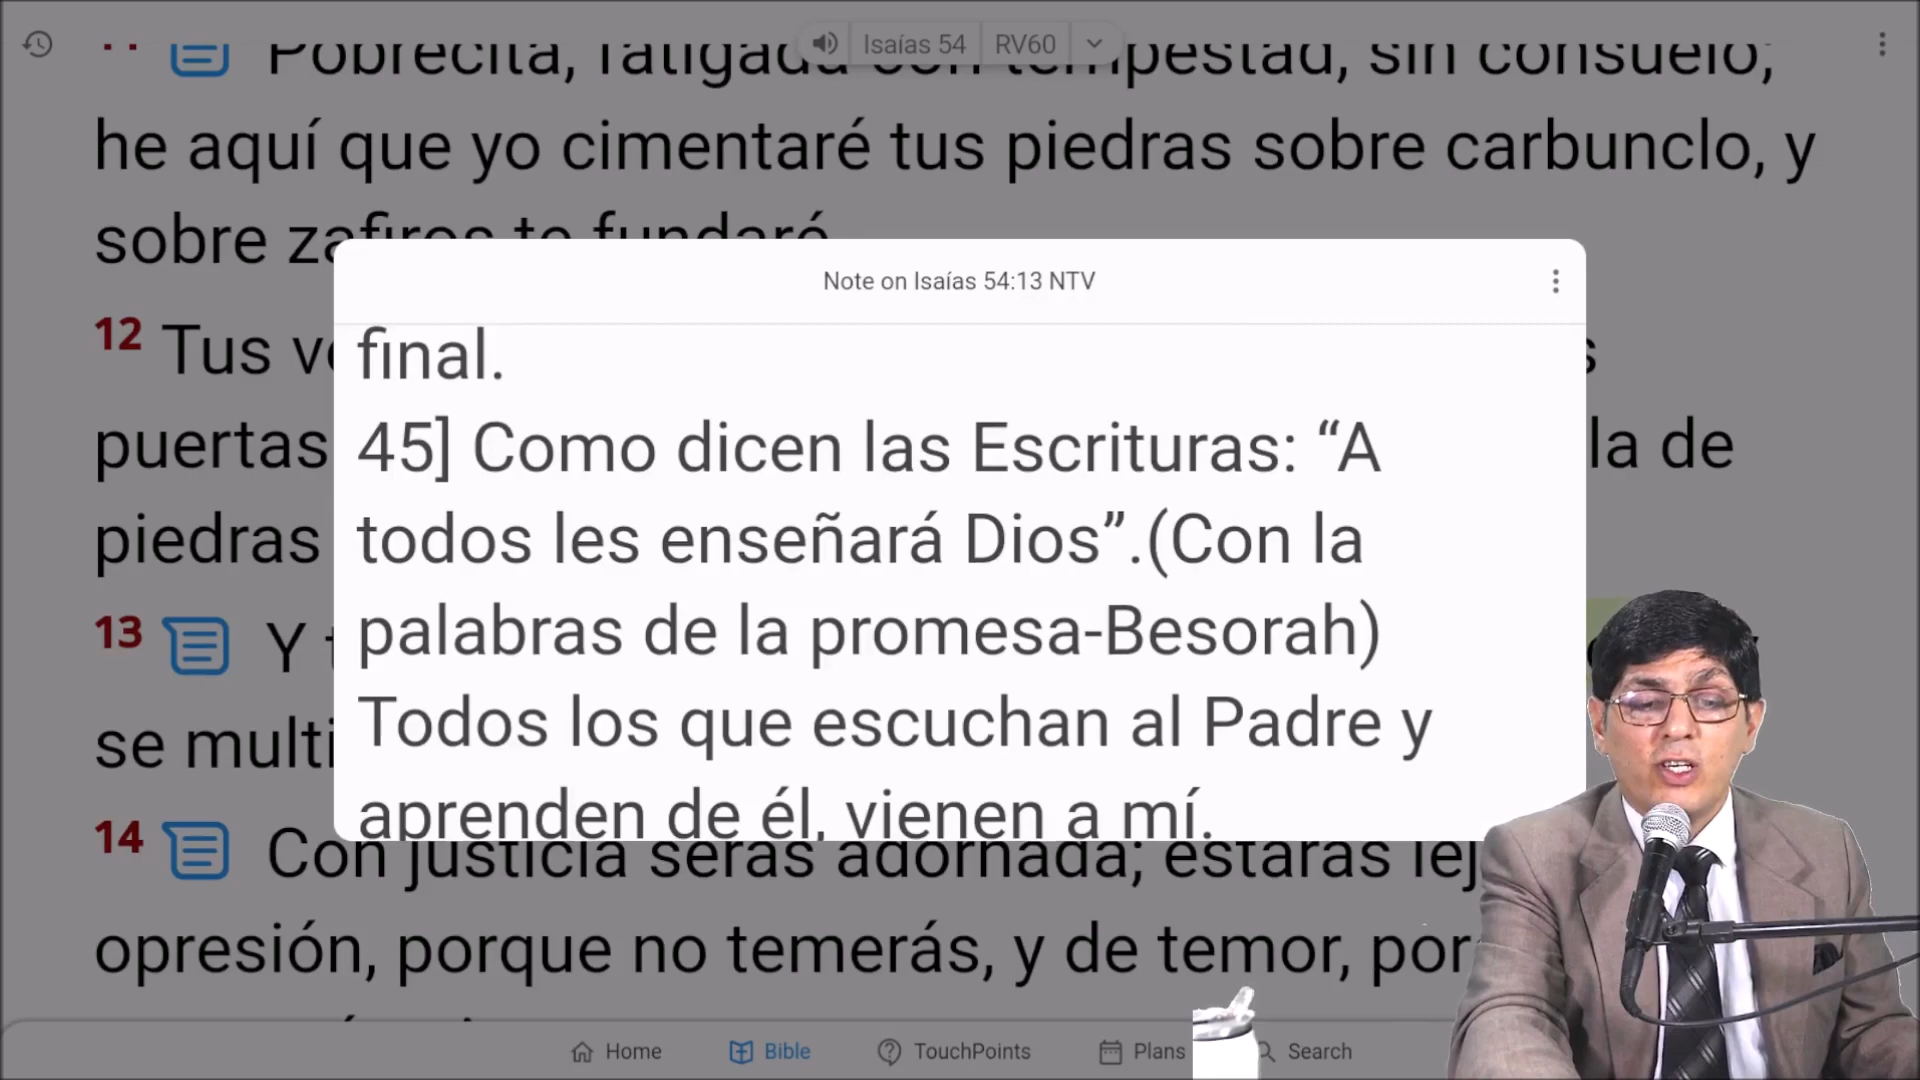 Isaías 54 RV60
Pobrecita, fatigada con tempestad, sin consuelo;
he aquí que yo cimentaré tus piedras sobre carbunclo, y
sobre zafiros te fundaré
Note on Isaías 54:13 NTV
final.
45] Como dicen las Escrituras: “A
todos les enseñará Dios”.(Con la
palabras de la promesa-Besorah)
Todos los que escuchan al Padre y
aprenden de él, vienen a mí.
12 Tus
puertas la de
piedras
13 Y
se multi
14 Con justicia serás adornada; estarás lej
opresión, porque no temerás, y de temor, por
Home Bible TouchPoints Plans Search